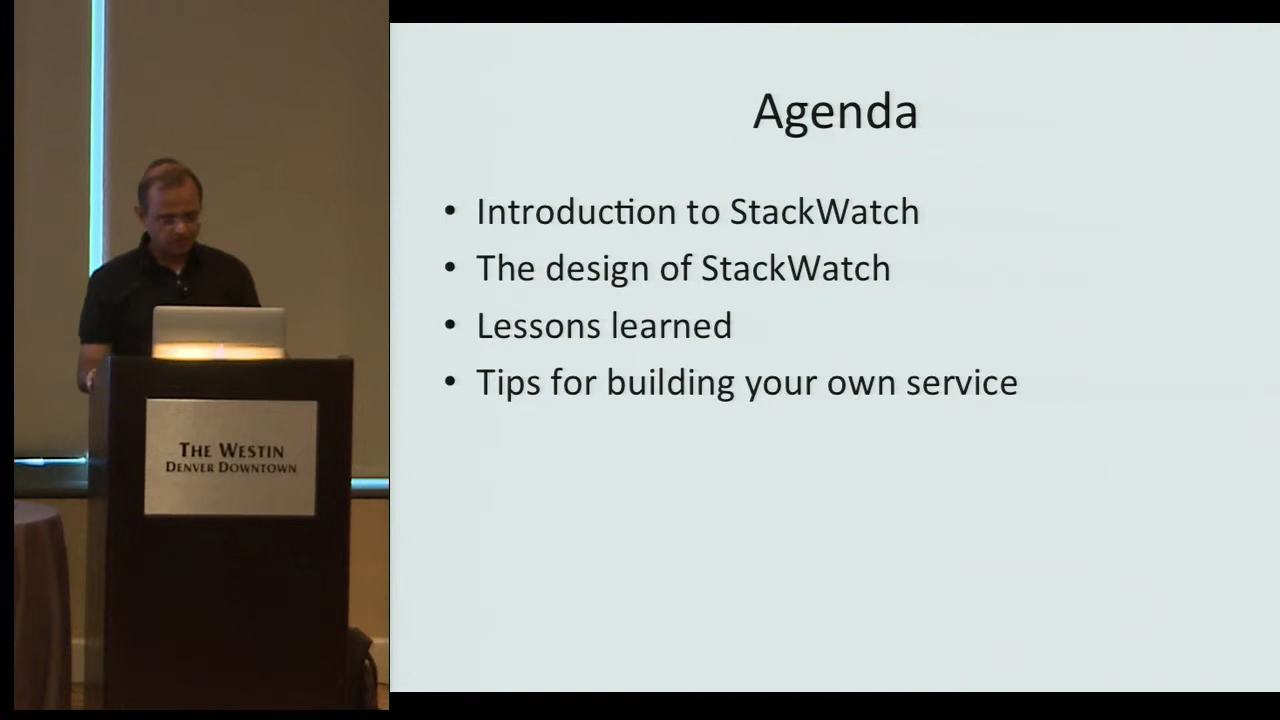 Agenda
• Introduction to StackWatch
• The design of StackWatch
• Lessons learned
• Tips for building your own service
THE WESTIN
DENVER DOWNTOWN